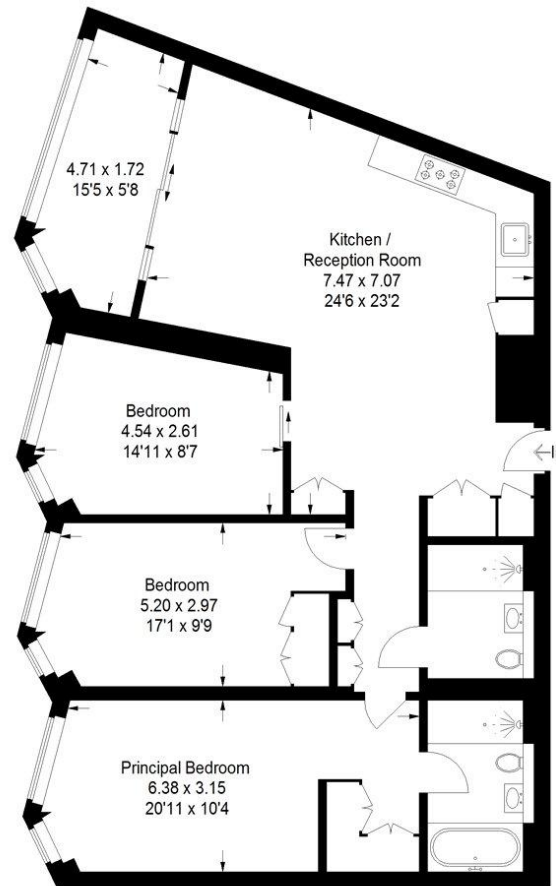 4.71 x 1.72
15'5 x 5'8
Kitchen /
Reception Room
7.47 x 7.07
24'6 x 23'2
Bedroom
4.54 x 2.61
14'11 x 8'7
Bedroom
5.20 x 2.97
17'1 x 9'9
Principal Bedroom
6.38 x 3.15
20'11 x 10'4